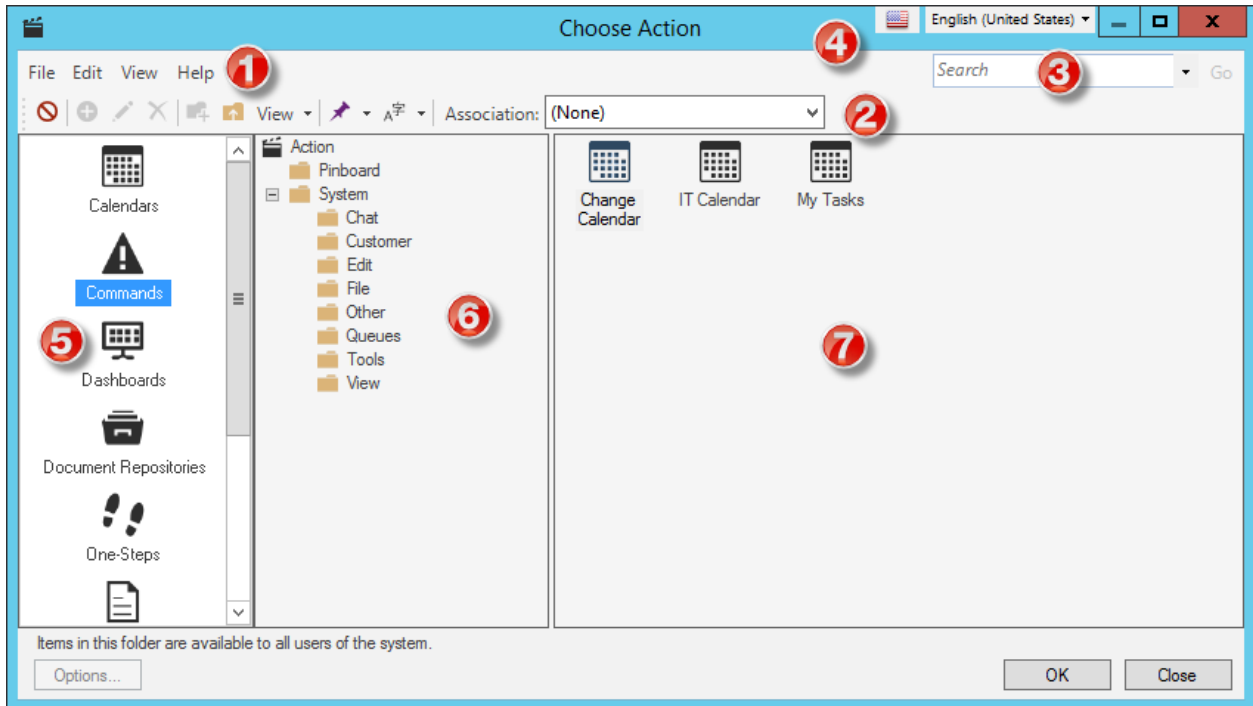 Choose Action
English (United States)
4
File Edit View Help
1
Search
3
Go
View
A字
Association:
(None)
2
Calendars
Commands
5
Dashboards
Document Repositories
One-Steps
Action
Pinboard
System
Chat
Customer
Edit
File
Other
Queues
Tools
View
6
Change
Calendar
IT Calendar
My Tasks
7
Items in this folder are available to all users of the system.
Options...
OK
Close